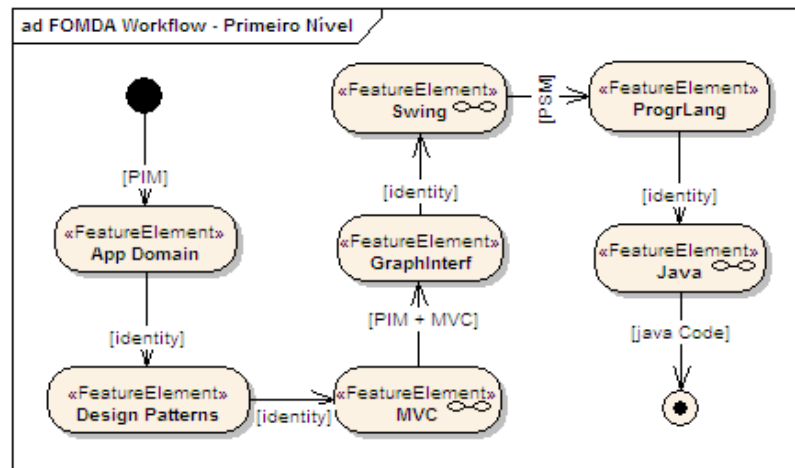 ad FOMDA Workflow - Primeiro Nível
[PIM]
«FeatureElement»
App Domain
[identity]
«FeatureElement»
Design Patterns
[identity]
«FeatureElement»
MVC
[PIM + MVC]
«FeatureElement»
GraphInterf
[identity]
«FeatureElement»
Swing
[PSM]
«FeatureElement»
ProgrLang
[identity]
«FeatureElement»
Java
[java Code]